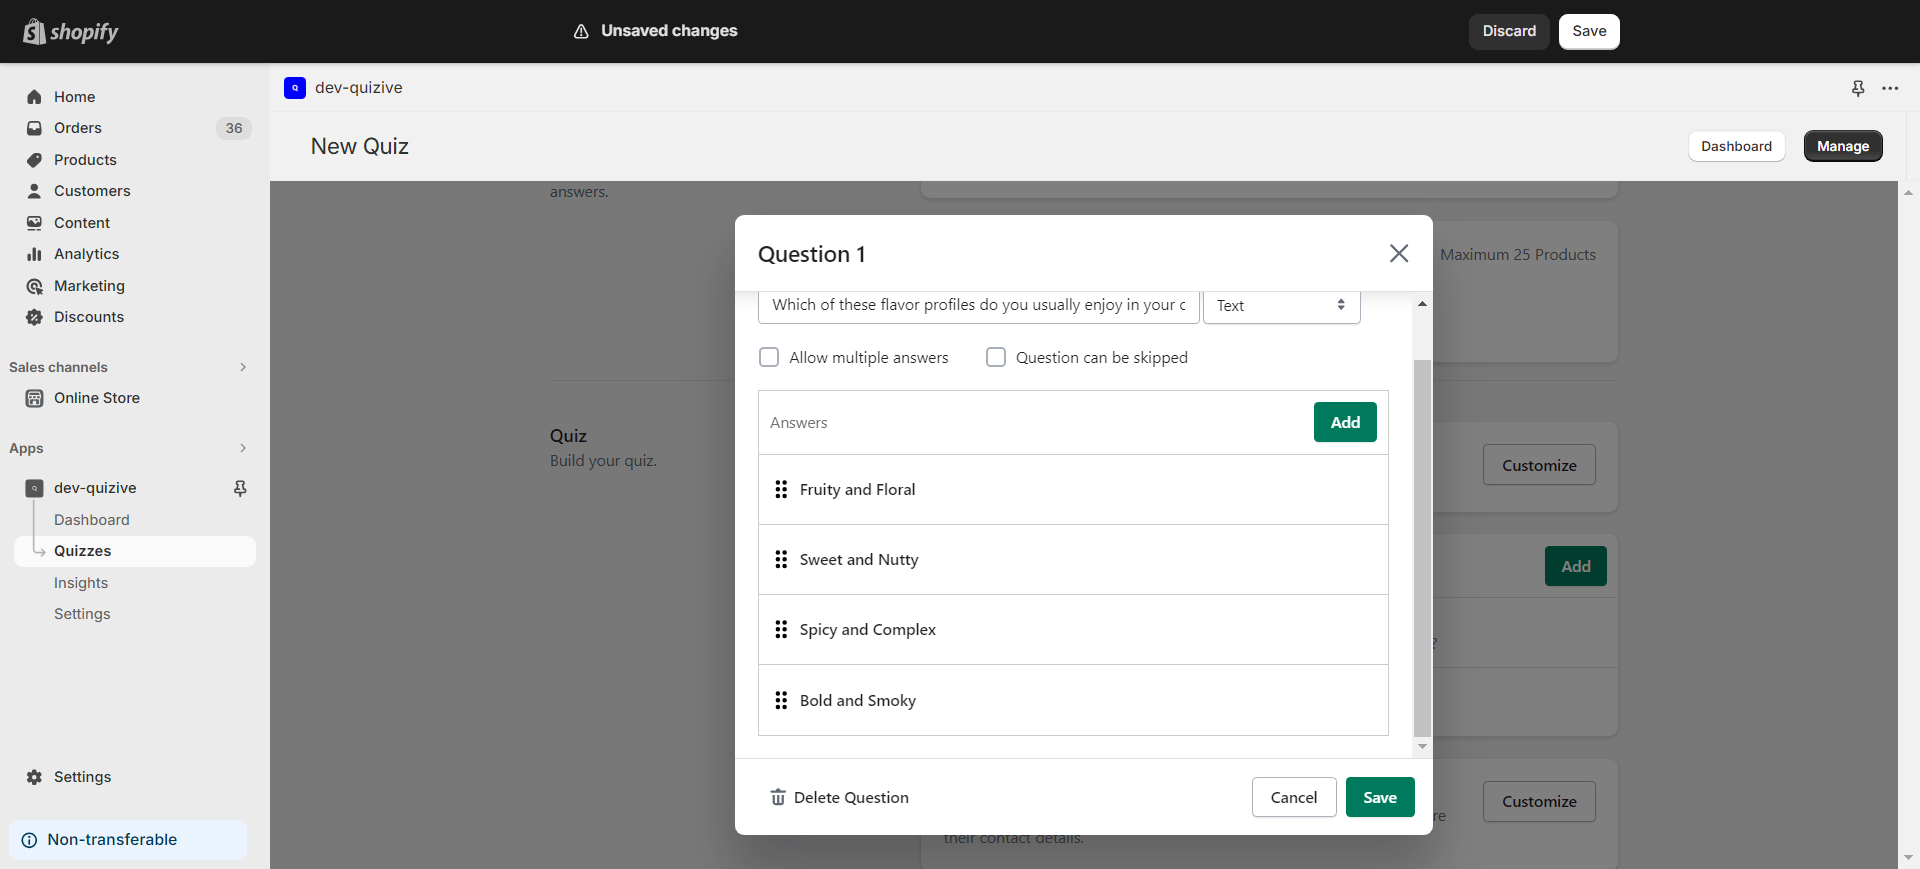 shopify
Unsaved changes
Discard
Save
Home
Orders
36
Products
Customers
Content
Analytics
Marketing
Discounts
Sales channels
Online Store
Apps
dev-quizive
Dashboard
Quizzes
Insights
Settings
Settings
Non-transferable
dev-quizive
New Quiz
Dashboard
Manage
answers.
Maximum 25 Products
Quiz
Build your quiz.
Customize
Add
?
Customize
re
their contact details.
Question 1
Which of these flavor profiles do you usually enjoy in your c
Text
Allow multiple answers
Question can be skipped
Answers
Add
Fruity and Floral
Sweet and Nutty
Spicy and Complex
Bold and Smoky
Delete Question
Cancel
Save